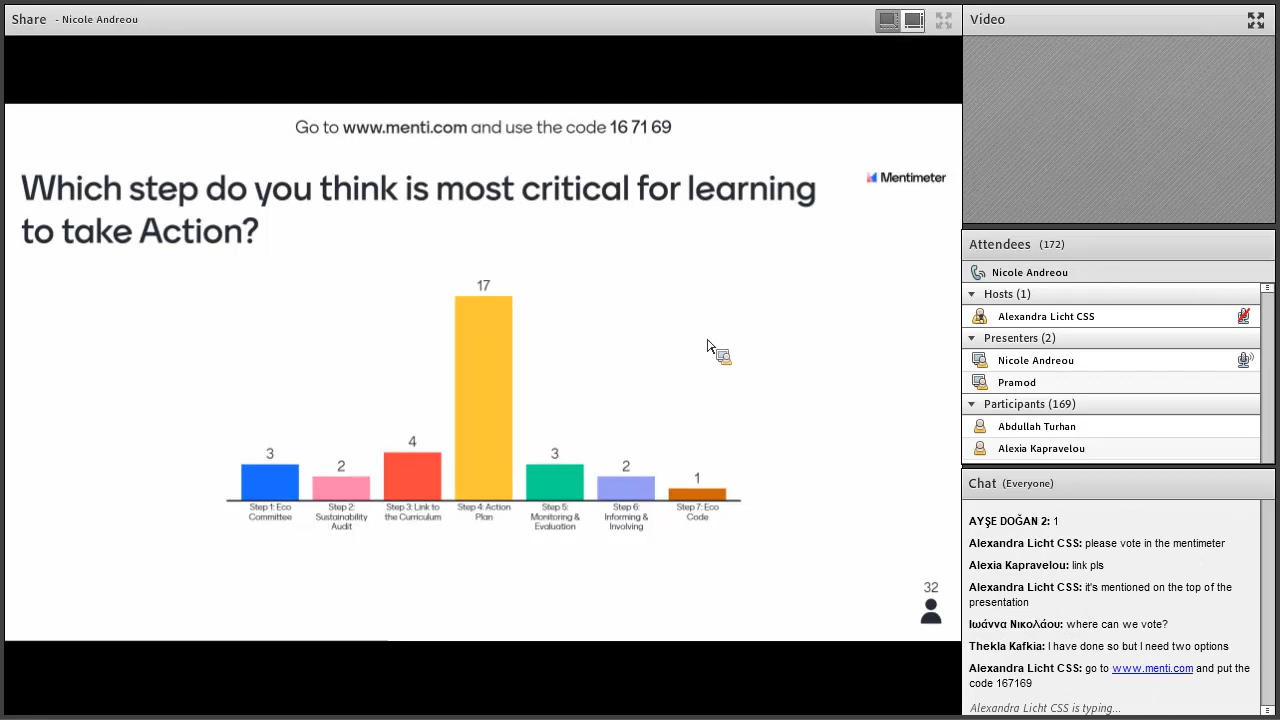 Share - Nicole Andreou
Go to www.menti.com and use the code 16 71 69
Which step do you think is most critical for learning
to take Action?
Mentimeter
17
3
2
4
3
2
1
Step 1: Eco
Committee
Step 2:
Sustainability
Audit
Step 3: Link to
the Curriculum
Step 4: Action
Plan
Step 5:
Monitoring &
Evaluation
Step 6:
Informing &
Involving
Step 7: Eco
Code
32
Video
Attendees (172)
Nicole Andreou
Hosts (1)
Alexandra Licht CSS
Presenters (2)
Nicole Andreou
Pramod
Participants (169)
Abdullah Turhan
Alexia Kapravelou
Chat (Everyone)
AYŞE DOĞAN 2: 1
Alexandra Licht CSS: please vote in the mentimeter
Alexia Kapravelou: link pls
Alexandra Licht CSS: it's mentioned on the top of the
presentation
Ιωάννα Νικολάου: where can we vote?
Thekla Kafkia: I have done so but I need two options
Alexandra Licht CSS: go to www.menti.com and put the
code 167169
Alexandra Licht CSS is typing...